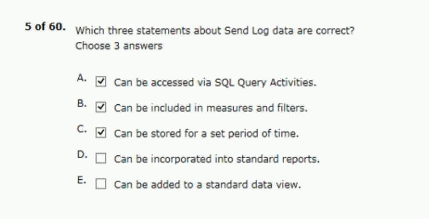 5 of 60. Which three statements about Send Log data are correct?
Choose 3 answers
A. Can be accessed via SQL Query Activities.
B. Can be included in measures and filters.
C. Can be stored for a set period of time.
D. Can be incorporated into standard reports.
E. Can be added to a standard data view.